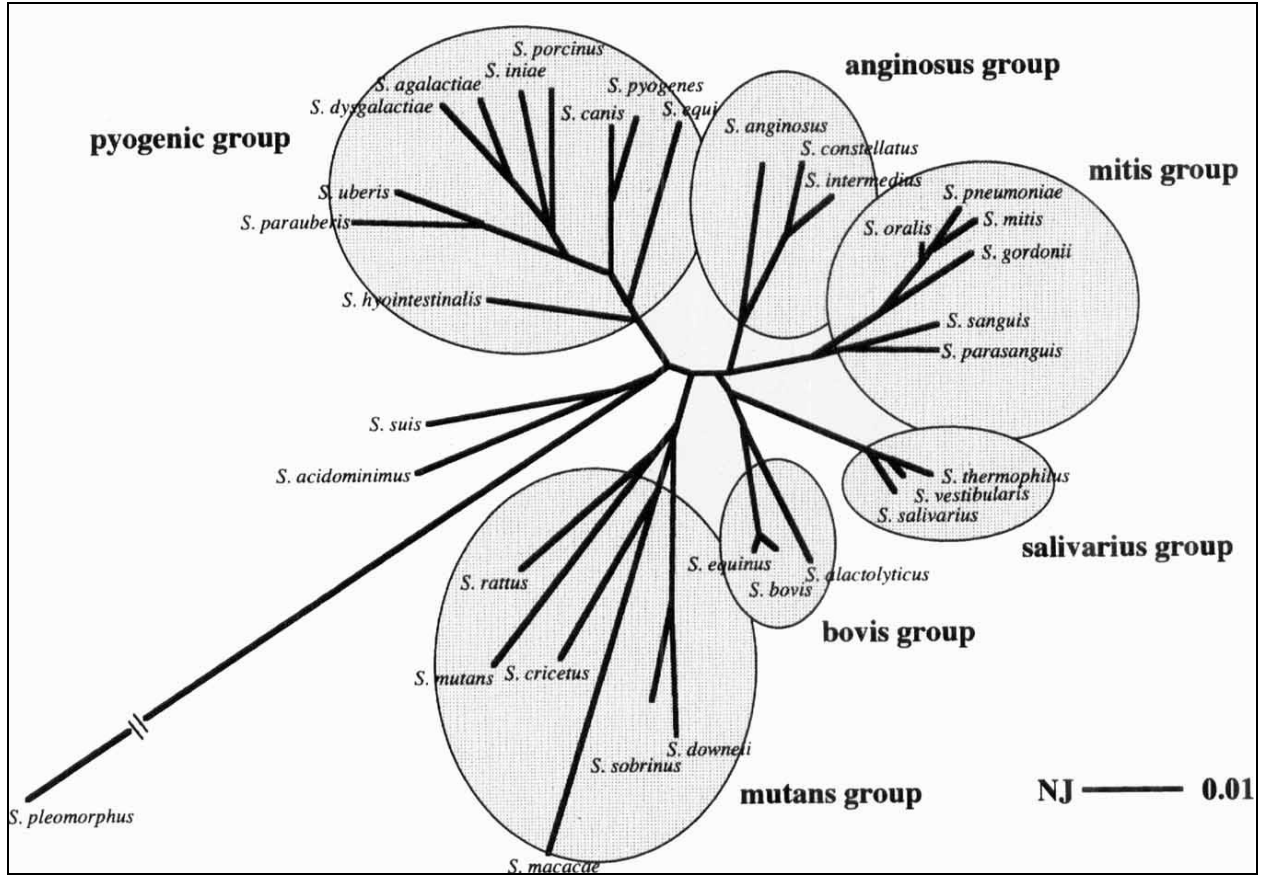 S. porcinus
S. iniae
S. agalactiae
S. pyogenes
S. dysgalactiae
S. canis
S. equi
pyogenic group
S. uberis
S. parauberis
S. hyointestinalis
anginosus group
S. anginosus
S. constellatus
S. intermedius
mitis group
S. pneumoniae
S. mitis
S. oralis
S. gordonii
S. sanguis
S. parasanguis
S. suis
S. acidominimus
S. thermophilus
S. vestibularis
S. salivarius
salivarius group
S. equinus
S. alactolyticus
S. bovis
bovis group
S. rattus
S. mutans
S. cricetus
S. downeii
S. sobrinus
mutans group
S. macacae
S. pleomorphus
NJ 0.01